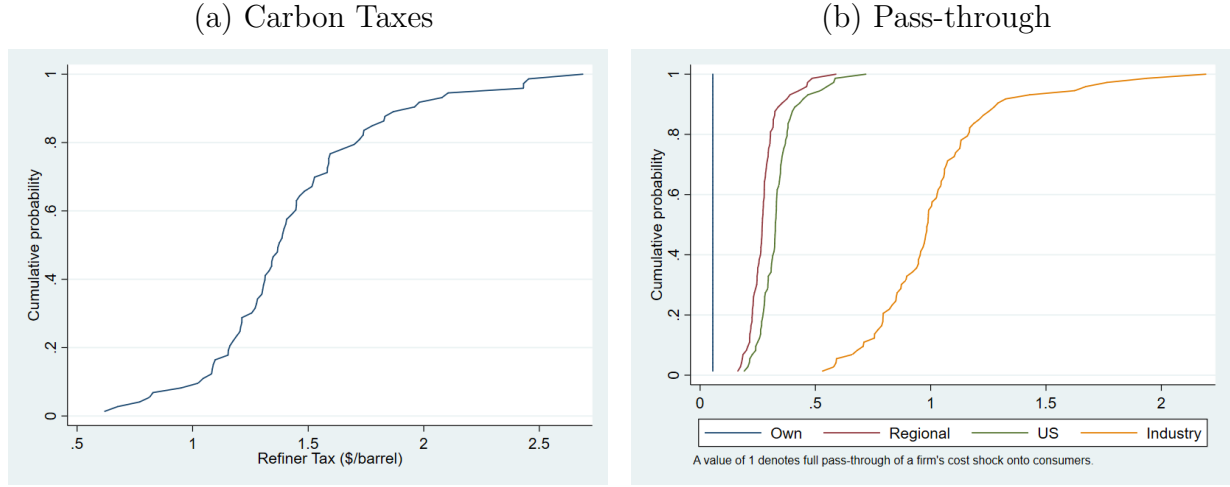 (a) Carbon Taxes
Cumulative probability
1
.8
.6
.4
.2
0
.5
1
1.5
2
2.5
Refiner Tax ($/barrel)
(b) Pass-through
Cumulative probability
1
.8
.6
.4
.2
0
0
.5
1
1.5
2
Own
Regional
US
Industry
A value of 1 denotes full pass-through of a firm's cost shock onto consumers.